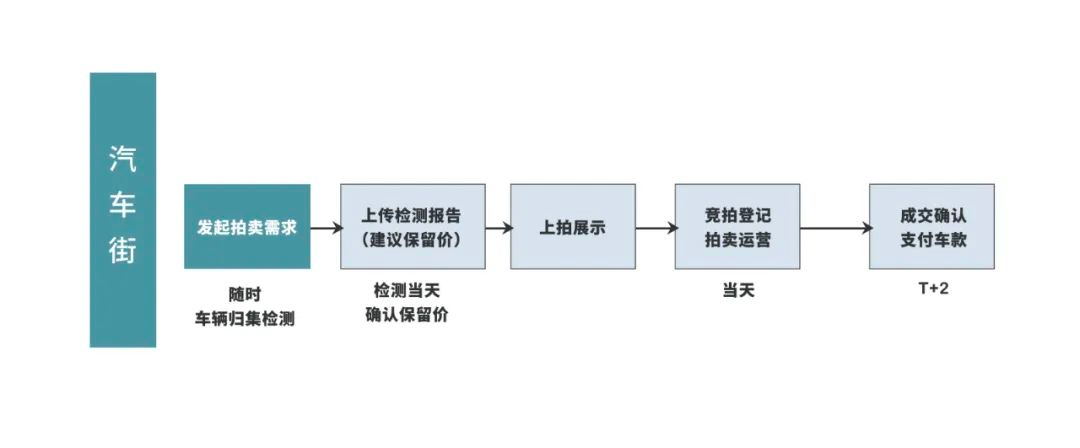 汽车街
发起拍卖需求
随时
车辆归集检测
上传检测报告
（建议保留价）
检测当天
确认保留价
上拍展示
竞拍登记
拍卖运营
当天
成交确认
支付车款
T+2